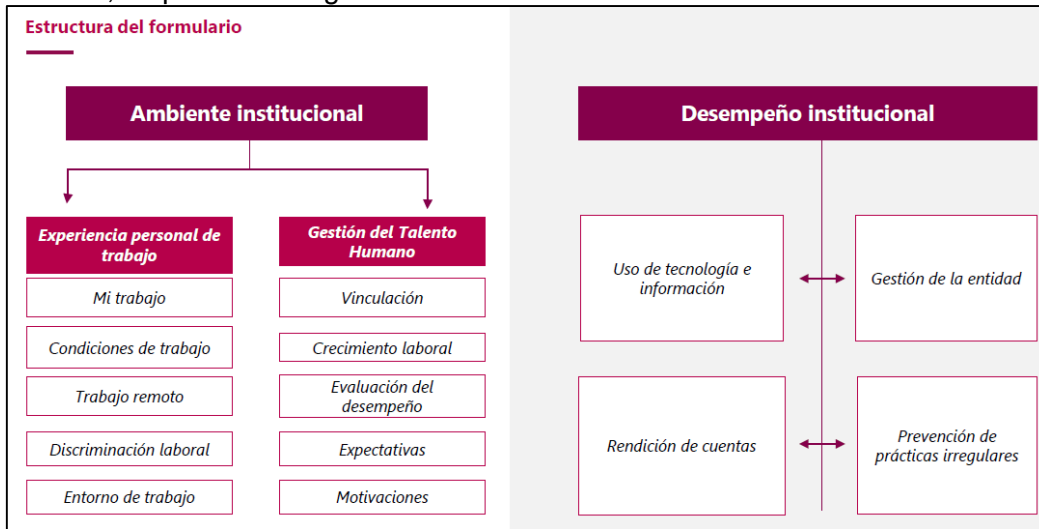 Estructura del formulario
Ambiente institucional
Experiencia personal de
trabajo
Mi trabajo
Condiciones de trabajo
Trabajo remoto
Discriminación laboral
Entorno de trabajo
Gestión del Talento
Humano
Vinculación
Crecimiento laboral
Evaluación del
desempeño
Expectativas
Motivaciones
Desempeño institucional
Uso de tecnología e
información
Gestión de la entidad
Rendición de cuentas
Prevención de
prácticas irregulares